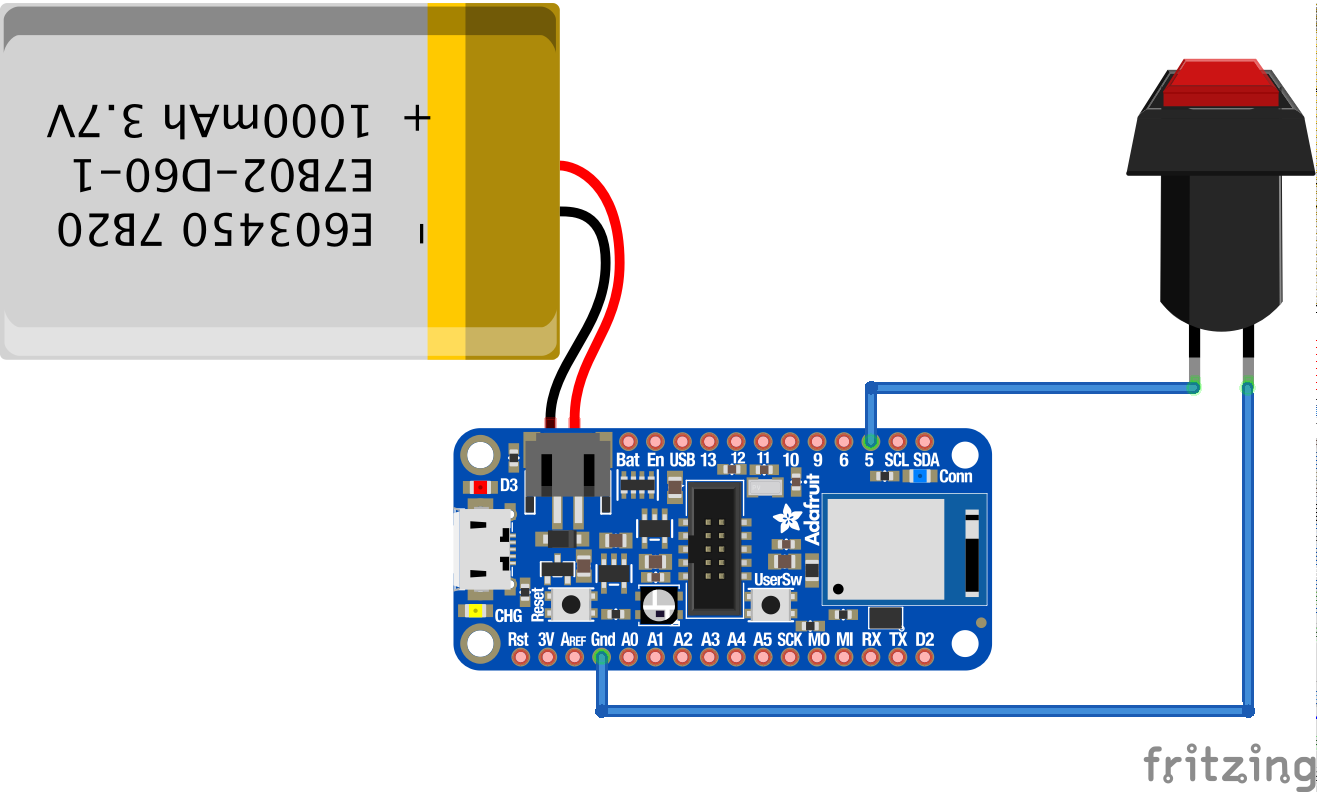 + 1000mAh 3.7V
E7B02-D60-1
- E603450 7B20
Bat En USB 13 12 11 10 9 6 5 SCL SDA
D3
Conn
Adafruit
UserSw
Reset
CHG
Rst 3V AREF Gnd A0 A1 A2 A3 A4 A5 SCK MO MI RX TX D2
fritzing